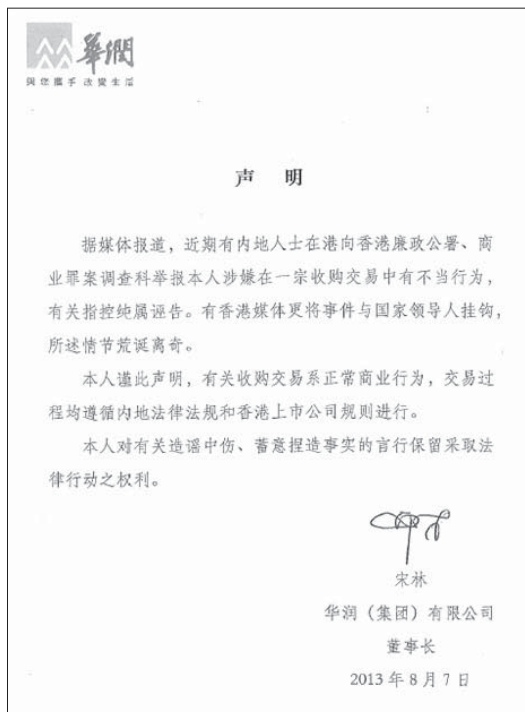 華潤
與您攜手 改變生活
声 明
据媒体报道，近期有内地人士在港向香港廉政公署、商
业罪案调查科举报本人涉嫌在一宗收购交易中有不当行为，
有关指控纯属诬告。有香港媒体更将事件与国家领导人挂钩，
所述情节荒诞离奇。
本人谨此声明，有关收购交易系正常商业行为，交易过
程均遵循内地法律法规和香港上市公司规则进行。
本人对有关造谣中伤、蓄意捏造事实的言行保留采取法
律行动之权利。
宋林
华润（集团）有限公司
董事长
2013 年 8 月 7 日